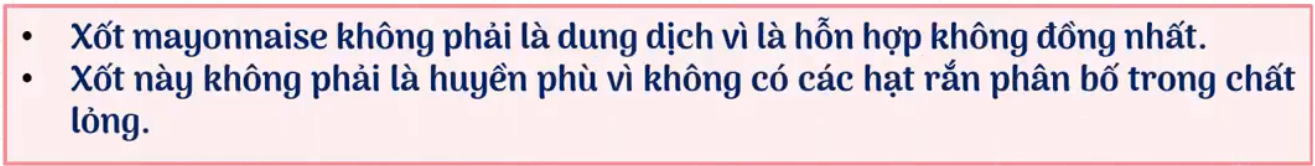 • Xốt mayonnaise không phải là dung dịch vì là hỗn hợp không đồng nhất.
• Xốt này không phải là huyền phù vì không có các hạt rắn phân bố trong chất
lỏng.